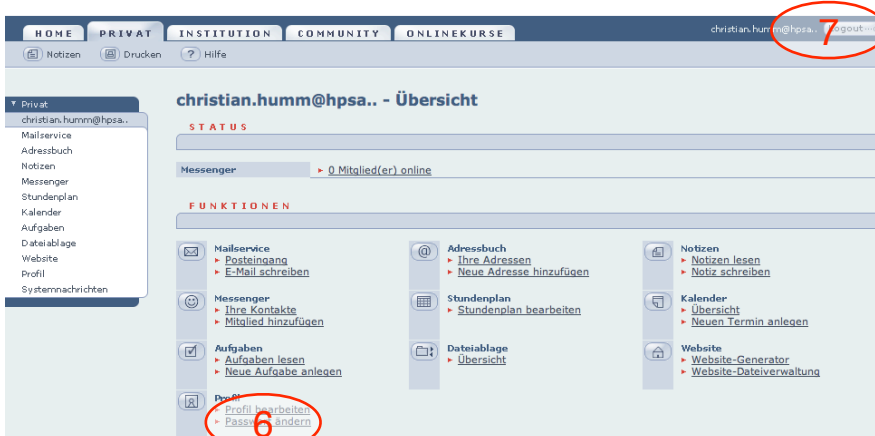 HOME PRIVAT INSTITUTION COMMUNITY ONLINEKURSE christian.humm@hpsa.. Logout
7
Notizen Drucken ? Hilfe
Privat
christian.humm@hpsa..
Mailservice
Adressbuch
Notizen
Messenger
Stundenplan
Kalender
Aufgaben
Dateiablage
Website
Profil
Systemnachrichten
christian.humm@hpsa.. - Übersicht
STATUS
Messenger 0 Mitglied(er) online
FUNKTIONEN
Mailservice
Posteingang
E-Mail schreiben
@ Adressbuch
Ihre Adressen
Neue Adresse hinzufügen
Notizen
Notizen lesen
Notiz schreiben
Messenger
Ihre Kontakte
Mitglied hinzufügen
Stundenplan
Stundenplan bearbeiten
Kalender
Übersicht
Neuen Termin anlegen
Aufgaben
Aufgaben lesen
Neue Aufgabe anlegen
Dateiablage
Übersicht
Website
Website-Generator
Website-Dateiverwaltung
Profil
Profil bearbeiten
Passwort ändern
6